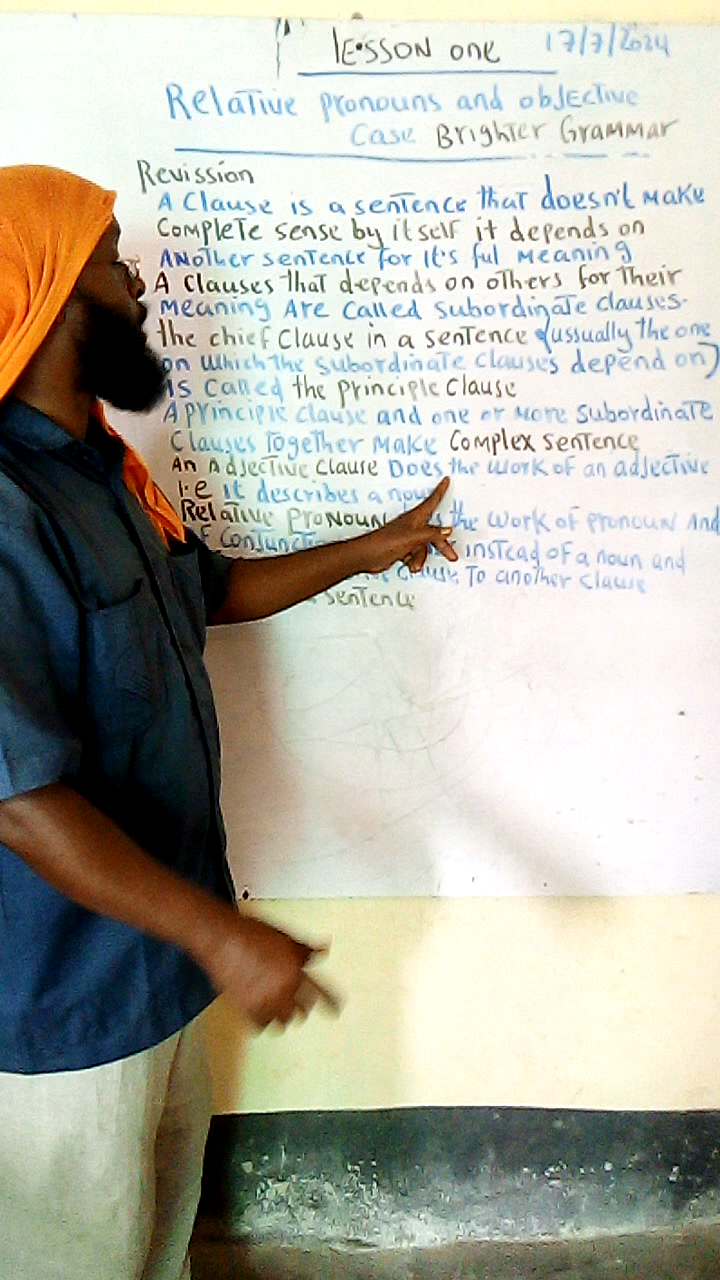 LESSON one 17/7/2024
Relative pronouns and objective
Case Brighter Grammar
Revission
A Clause is a sentence that doesn't make
Complete sense by itself it depends on
Another sentence for it's ful meaning
A clauses that depends on others for their
meaning Are called subordinate clauses.
the chief Clause in a sentence (ussually the one
on which the subordinate clauses depend on)
is Called the principle clause
A principle clause and one or more subordinate
Clauses together make complex sentence
An Adjective clause Does the work of an adjective
i.e it describes a noun
Relative pronoun the work of pronoun And
instead of a noun and
clause To another clause
sentence